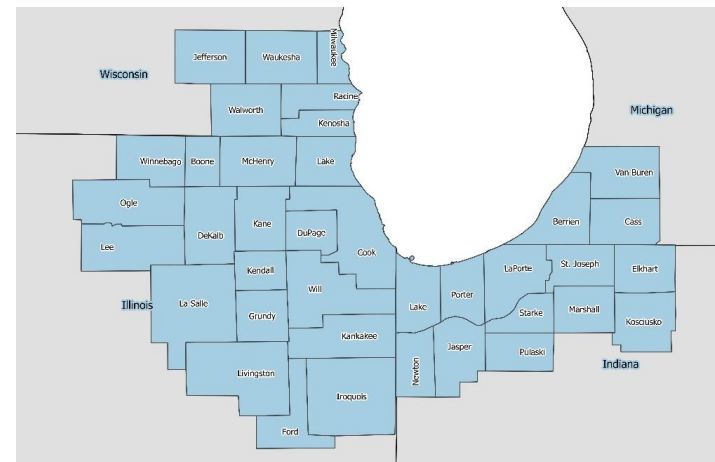 Milwaukee
Jefferson
Waukesha
Wisconsin
Racine
Walworth
Michigan
Kenosha
Winnebago
Boone
McHenry
Lake
Van Buren
Ogle
Kane
Berrien
Cass
DeKalb
DuPage
Lee
Cook
Kendall
LaPorte
St. Joseph
Elkhart
Will
Lake
Porter
Illinois
La Salle
Grundy
Starke
Marshall
Kosciusko
Kankakee
Jasper
Pulaski
Indiana
Livingston
Newton
Iroquois
Ford